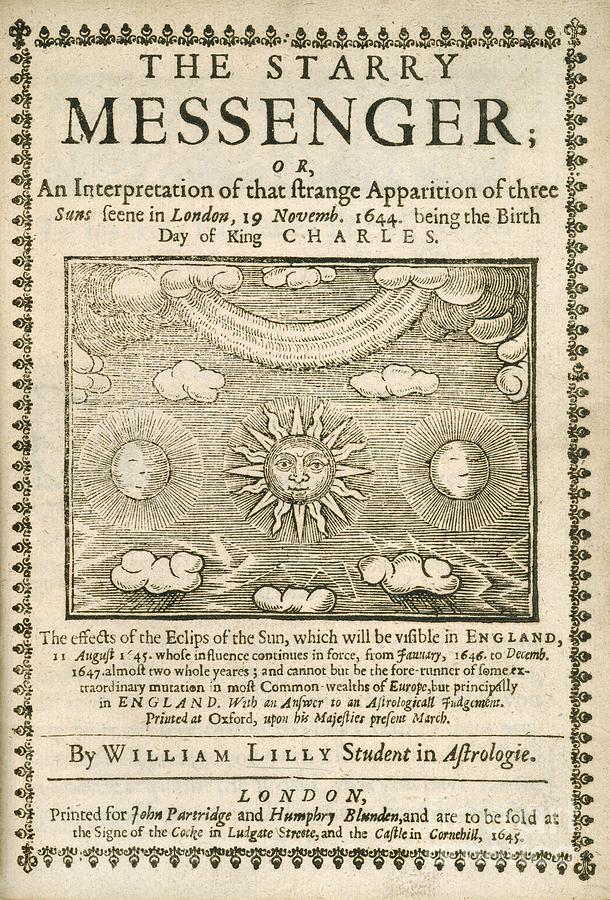 THE STARRY
MESSENGER;
OR,
An Interpretation of that ſtrange Apparition of three
Suns ſeene in London, 19 Novemb. 1644. being the Birth
Day of King CHARLES.
The effects of the Eclips of the Sun, which will be viſible in ENGLAND,
11 Auguſt 1645. whoſe influence continues in force, from January, 1646. to Decemb.
1647. almoſt two whole yeares; and cannot but be the fore-runner of ſome ex-
traordinary mutation in moſt Common-wealths of Europe, but principally
in ENGLAND. With an Anſwer to an Aſtrologicall Judgement.
Printed at Oxford, upon his Majeſties preſent March.
By WILLIAM LILLY Student in Aſtrologie.
LONDON,
Printed for John Partridge and Humphry Blunden, and are to be ſold at
the Signe of the Cocke in Ludgate Streete, and the Caſtle in Cornehill, 1645.